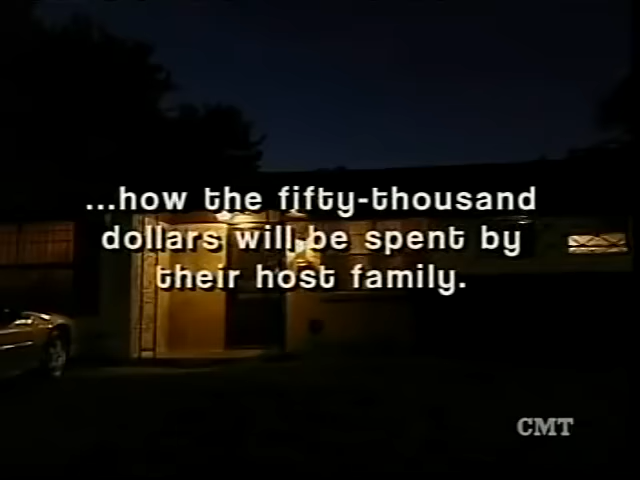 ...how the fifty-thousand
dollars will be spent by
their host family.
CMT